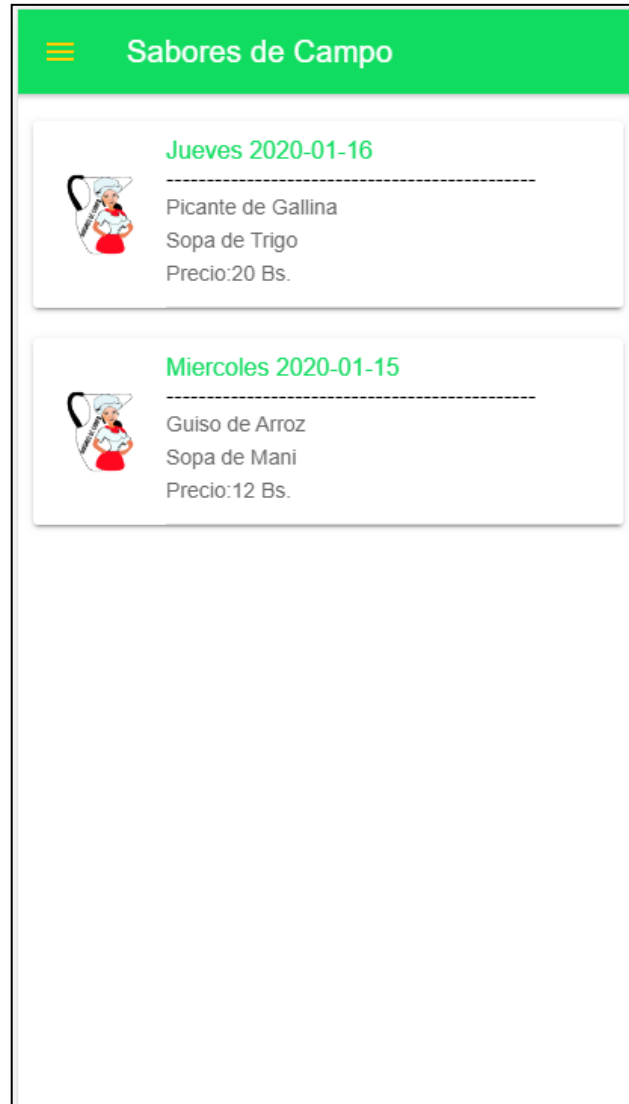 Sabores de Campo
Jueves 2020-01-16
----------------------------------------------
Picante de Gallina
Sopa de Trigo
Precio:20 Bs.
Miercoles 2020-01-15
----------------------------------------------
Guiso de Arroz
Sopa de Mani
Precio:12 Bs.